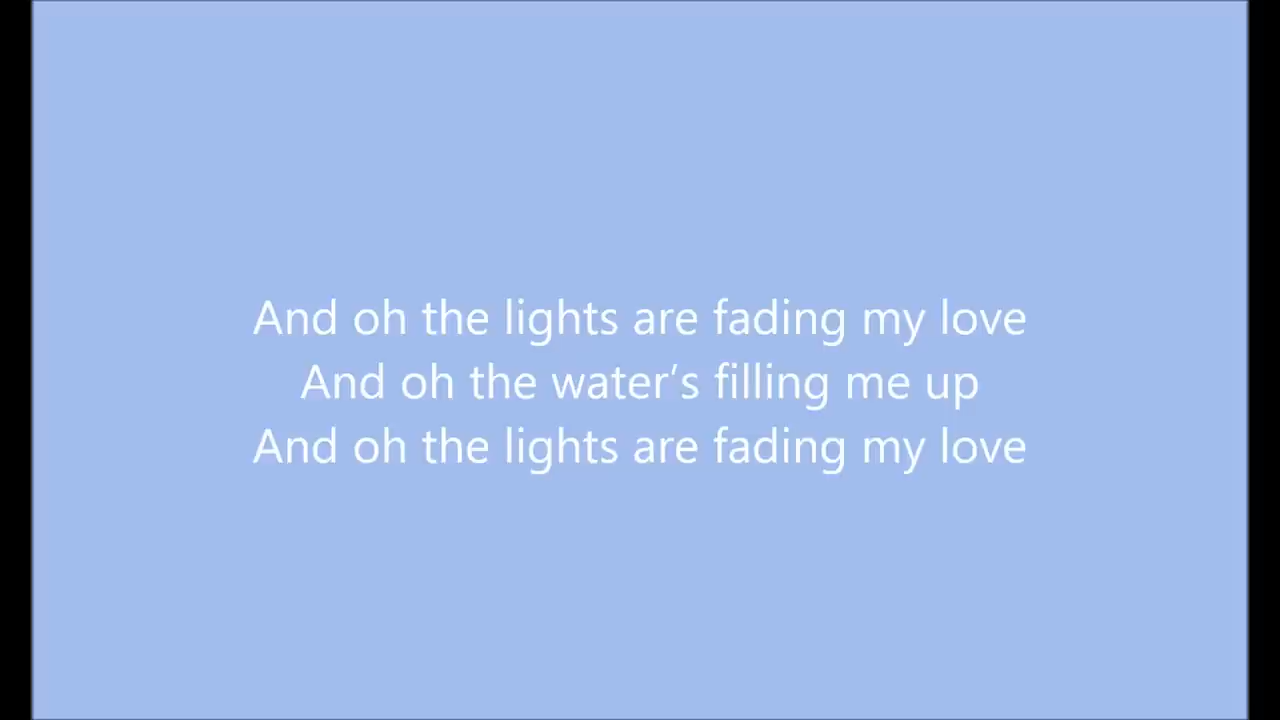 And oh the lights are fading my love
And oh the water’s filling me up
And oh the lights are fading my love